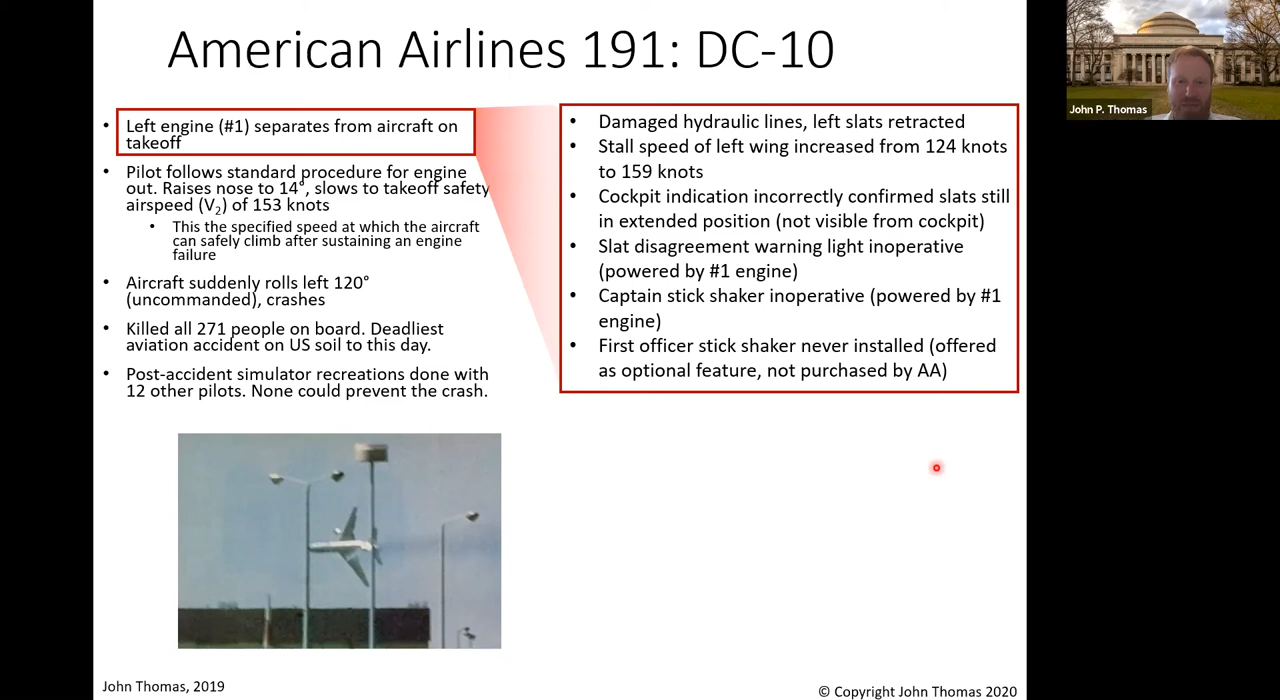 American Airlines 191: DC-10
• Left engine (#1) separates from aircraft on
takeoff
• Pilot follows standard procedure for engine
out. Raises nose to 14°, slows to takeoff safety
airspeed (V₂) of 153 knots
• This the specified speed at which the aircraft
can safely climb after sustaining an engine
failure
• Aircraft suddenly rolls left 120°
(uncommanded), crashes
• Killed all 271 people on board. Deadliest
aviation accident on US soil to this day.
• Post-accident simulator recreations done with
12 other pilots. None could prevent the crash.
• Damaged hydraulic lines, left slats retracted
• Stall speed of left wing increased from 124 knots
to 159 knots
• Cockpit indication incorrectly confirmed slats still
in extended position (not visible from cockpit)
• Slat disagreement warning light inoperative
(powered by #1 engine)
• Captain stick shaker inoperative (powered by #1
engine)
• First officer stick shaker never installed (offered
as optional feature, not purchased by AA)
John Thomas, 2019
© Copyright John Thomas 2020
John P. Thomas